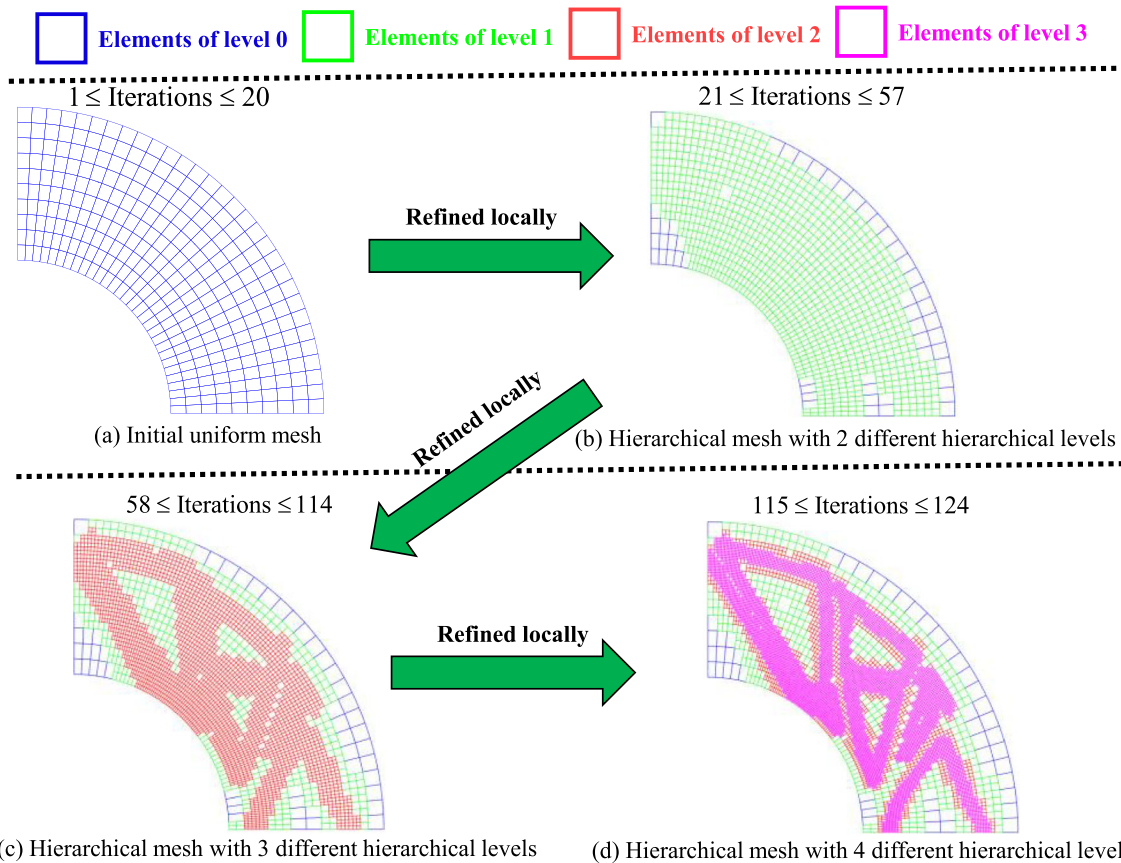 Elements of level 0
Elements of level 1
Elements of level 2
Elements of level 3
1 ≤ Iterations ≤ 20
21 ≤ Iterations ≤ 57
Refined locally
(a) Initial uniform mesh
Refined locally
(b) Hierarchical mesh with 2 different hierarchical levels
58 ≤ Iterations ≤ 114
115 ≤ Iterations ≤ 124
Refined locally
(c) Hierarchical mesh with 3 different hierarchical levels
(d) Hierarchical mesh with 4 different hierarchical level